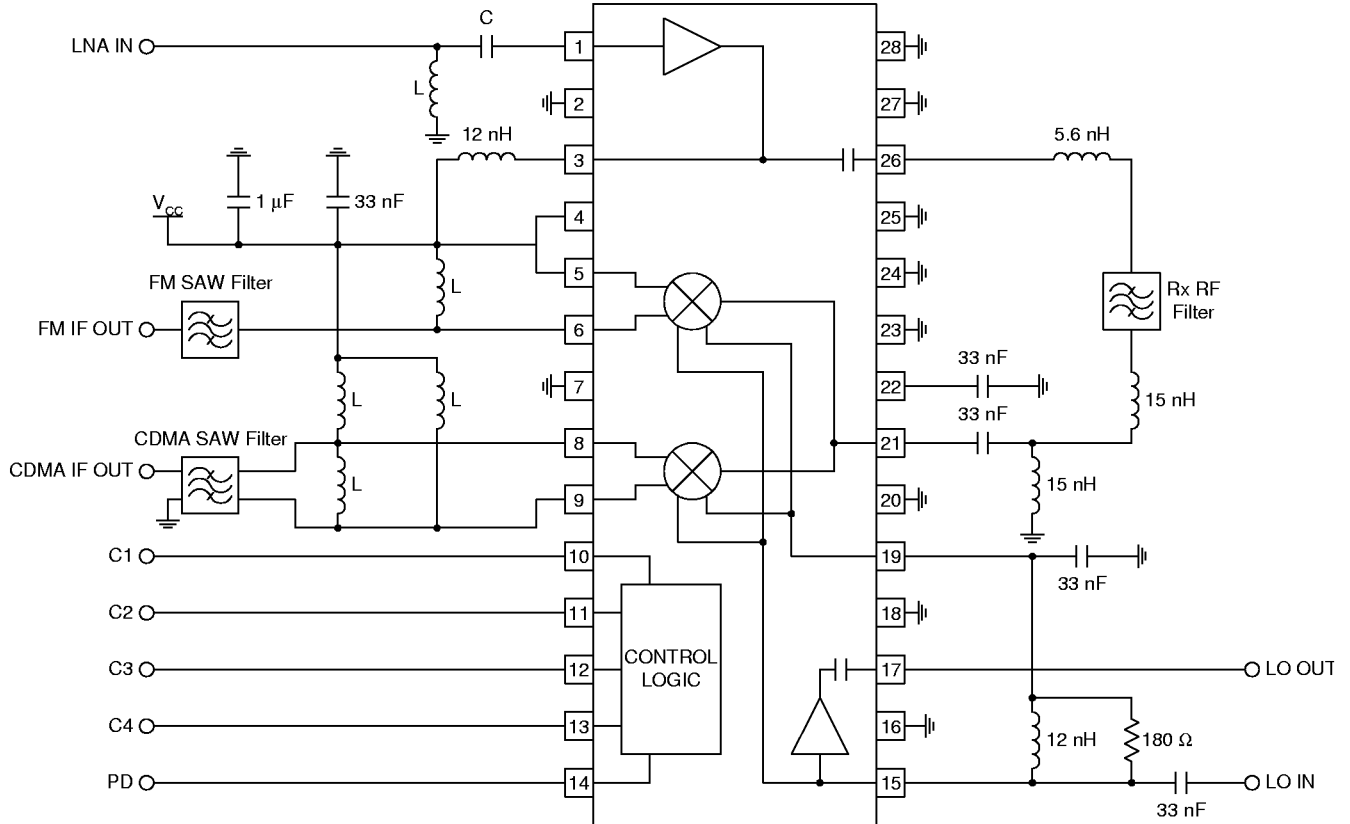 C
LNA IN
1
28
L
2
27
12 nH
5.6 nH
3
26
1 μF
33 nF
VCC
4
25
5
24
FM SAW Filter
L
Rx RF
Filter
FM IF OUT
6
23
33 nF
7
22
L
L
33 nF
15 nH
CDMA SAW Filter
8
21
CDMA IF OUT
L
15 nH
9
20
C1
10
19
33 nF
C2
11
18
CONTROL
LOGIC
C3
12
17
LO OUT
C4
13
16
12 nH
180 Ω
PD
14
15
LO IN
33 nF